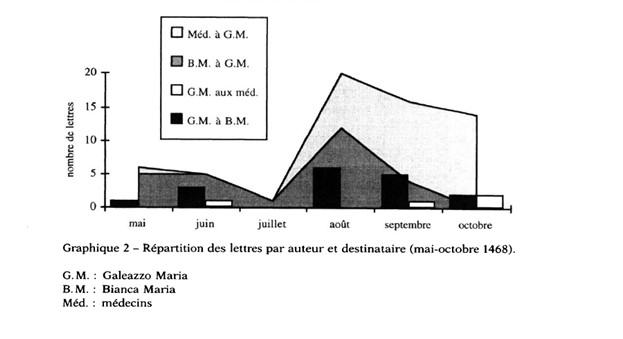 Méd. à G.M.
B.M. à G.M.
G.M. aux méd.
G.M. à B.M.
nombre de lettres
20
15
10
5
0
mai juin juillet août septembre octobre
Graphique 2 – Répartition des lettres par auteur et destinataire (mai-octobre 1468).
G.M. : Galeazzo Maria
B.M. : Bianca Maria
Méd. : médecins